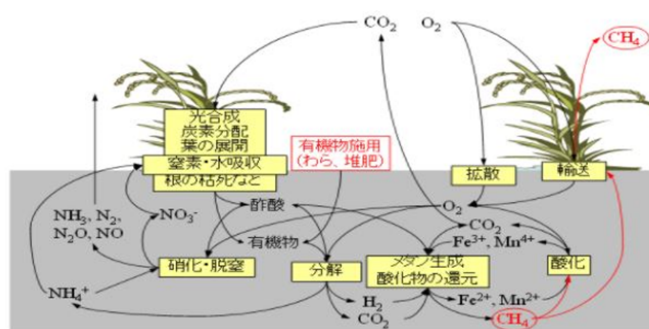 CO₂ O₂
CH₄
光合成
炭素分配
葉の展開
窒素・水吸収
根の枯死など
有機物施用
(わら、堆肥)
拡散
輸送
NH₃, N₂,
N₂O, NO
NO₃⁻
酢酸
O₂
CO₂
有機物
Fe³⁺, Mn⁴⁺
硝化・脱窒
分解
メタン生成
酸化物の還元
酸化
NH₄⁺
H₂
CO₂
Fe²⁺, Mn²⁺
CH₄